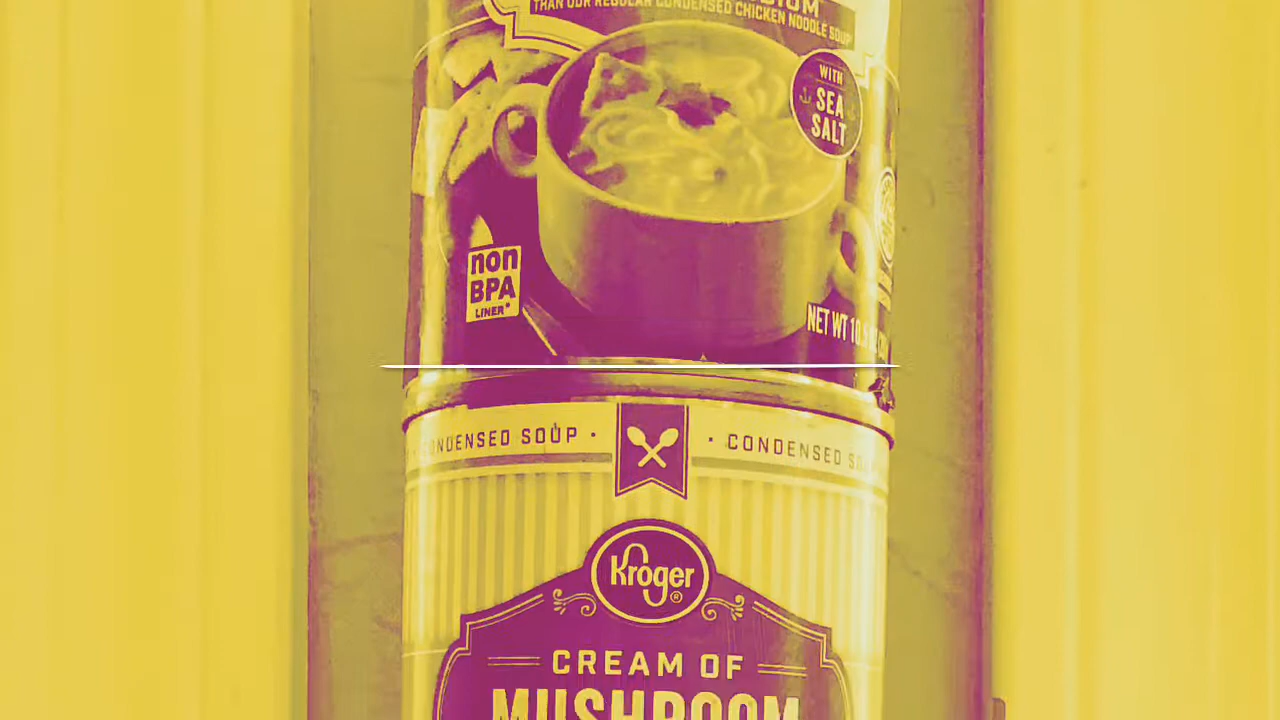 THAN OUR REGULAR CONDENSED CHICKEN NOODLE SOUP
WITH
SEA
SALT
non
BPA
LINER*
NET WT 10.
CONDENSED SOUP · · CONDENSED
Kroger®
CREAM OF
MUSHROOM